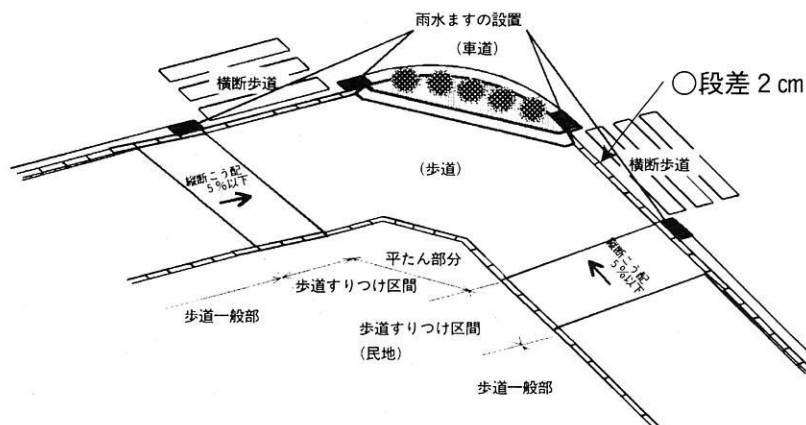 雨水ますの設置
(車道)
横断歩道
○段差2cm
横断歩道
(歩道)
縦断こう配
5%以下
縦断こう配
5%以下
平たん部分
歩道すりつけ区間
歩道一般部
歩道すりつけ区間
(民地)
歩道一般部